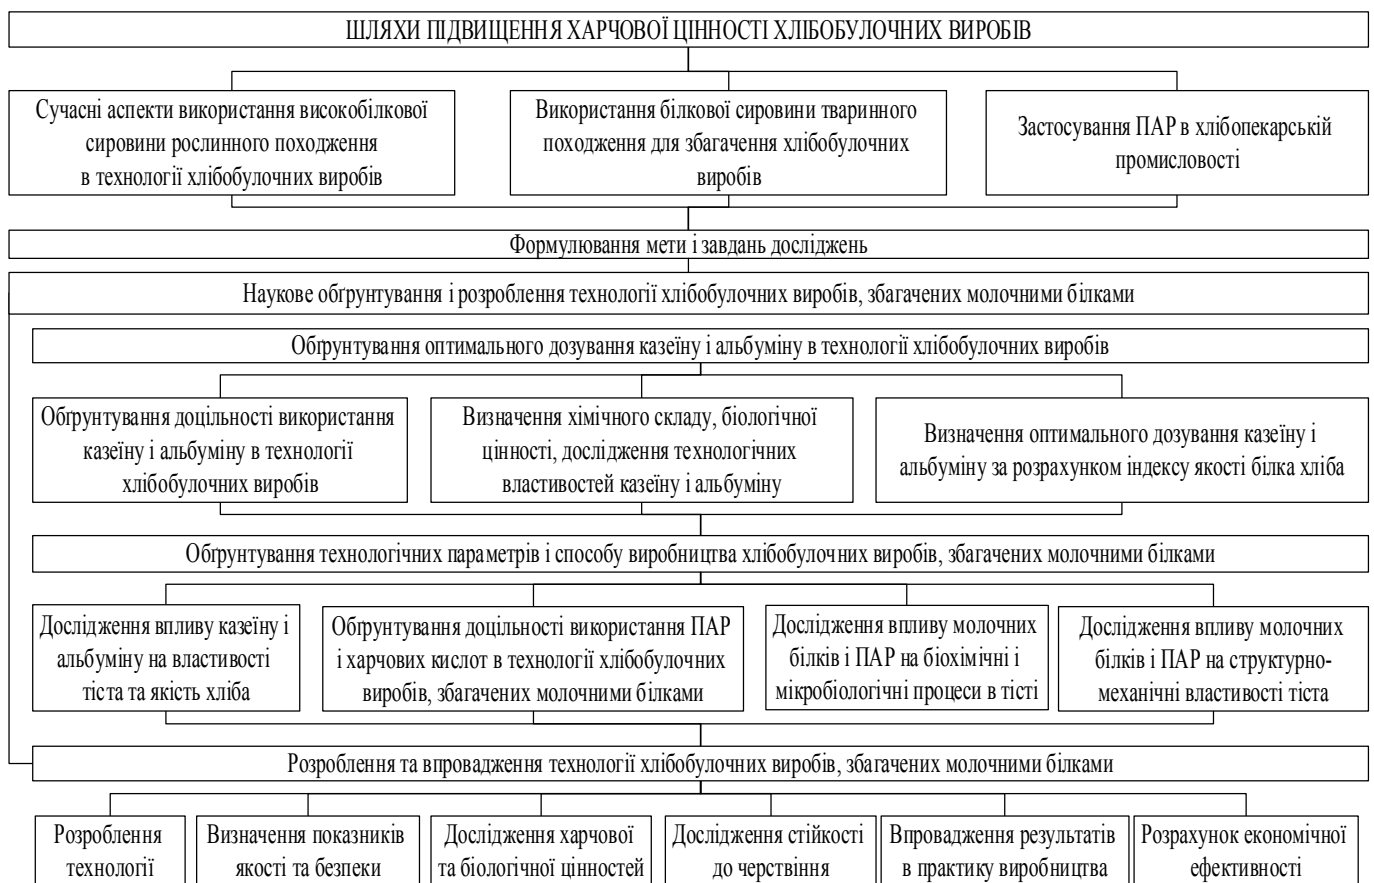 ШЛЯХИ ПІДВИЩЕННЯ ХАРЧОВОЇ ЦІННОСТІ ХЛІБОБУЛОЧНИХ ВИРОБІВ
Сучасні аспекти використання високобілкової
сировини рослинного походження
в технології хлібобулочних виробів
Використання білкової сировини тваринного
походження для збагачення хлібобулочних
виробів
Застосування ПАР в хлібопекарській
промисловості
Формулювання мети і завдань досліджень
Наукове обґрунтування і розроблення технології хлібобулочних виробів, збагачених молочними білками
Обґрунтування оптимального дозування казеїну і альбуміну в технології хлібобулочних виробів
Обґрунтування доцільності використання
казеїну і альбуміну в технології
хлібобулочних виробів
Визначення хімічного складу, біологічної
цінності, дослідження технологічних
властивостей казеїну і альбуміну
Визначення оптимального дозування казеїну і
альбуміну за розрахунком індексу якості білка хліба
Обґрунтування технологічних параметрів і способу виробництва хлібобулочних виробів, збагачених молочними білками
Дослідження впливу казеїну і
альбуміну на властивості
тіста та якість хліба
Обґрунтування доцільності використання ПАР
і харчових кислот в технології хлібобулочних
виробів, збагачених молочними білками
Дослідження впливу молочних
білків і ПАР на біохімічні і
мікробіологічні процеси в тісті
Дослідження впливу молочних
білків і ПАР на структурно-
механічні властивості тіста
Розроблення та впровадження технології хлібобулочних виробів, збагачених молочними білками
Розроблення
технології
Визначення показників
якості та безпеки
Дослідження харчової
та біологічної цінностей
Дослідження стійкості
до черствіння
Впровадження результатів
в практику виробництва
Розрахунок економічної
ефективності